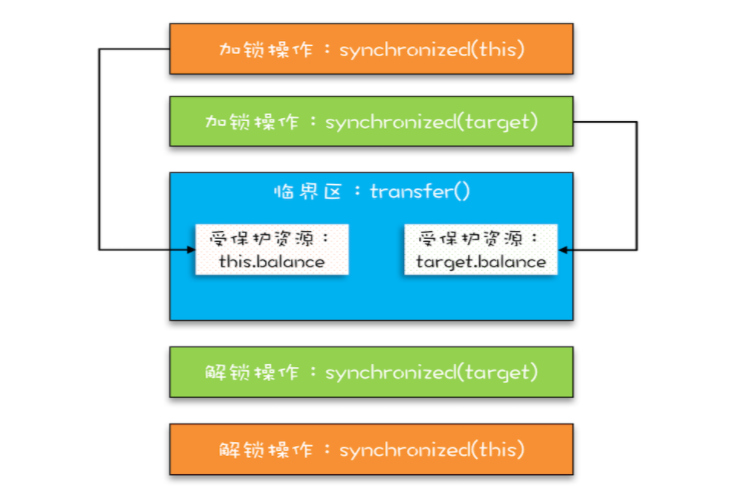 加锁操作：synchronized(this)
加锁操作：synchronized(target)
临界区：transfer()
受保护资源：
this.balance
受保护资源：
target.balance
解锁操作：synchronized(target)
解锁操作：synchronized(this)